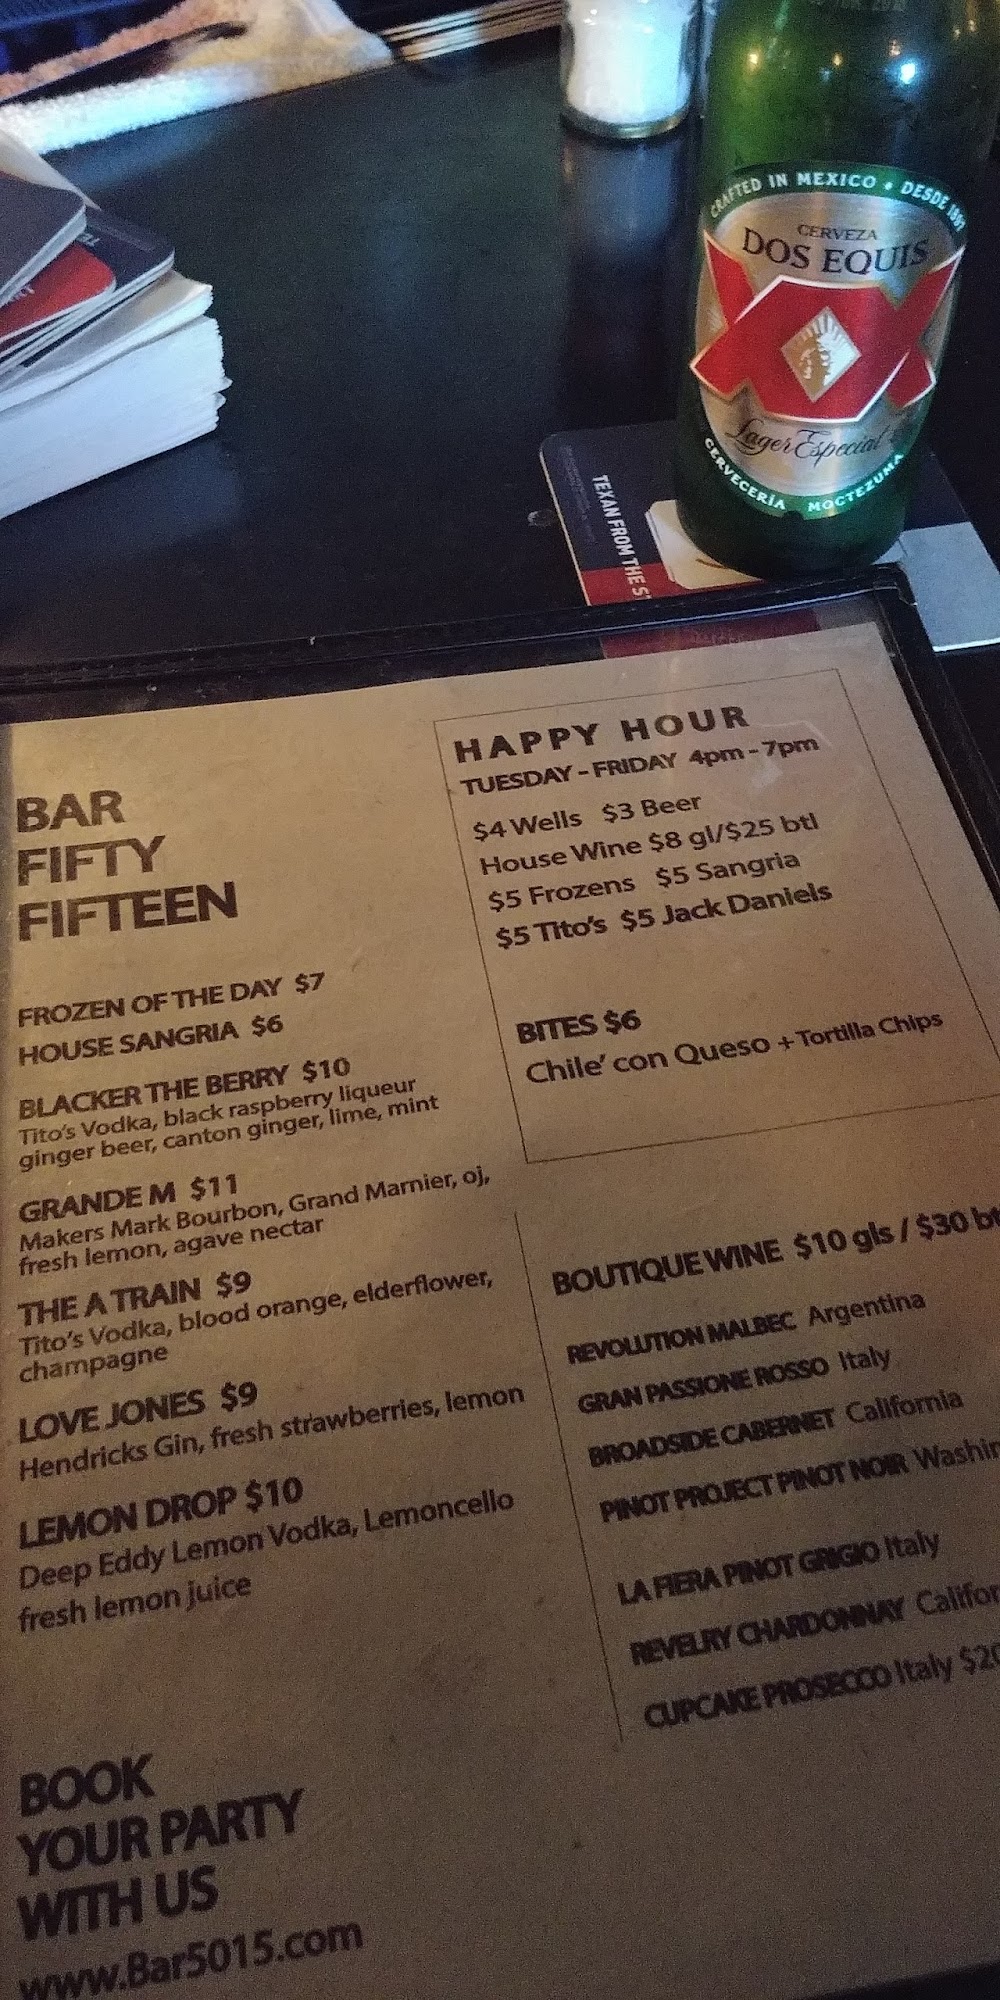 CRAFTED IN MEXICO • DESDE 1897
CERVEZA
DOS EQUIS
XX
Lager Especial
CERVECERÍA MOCTEZUMA
TEXAN FROM THE
BAR
FIFTY
FIFTEEN
FROZEN OF THE DAY $7
HOUSE SANGRIA $6
BLACKER THE BERRY $10
Tito's Vodka, black raspberry liqueur
ginger beer, canton ginger, lime, mint
GRANDE M $11
Makers Mark Bourbon, Grand Marnier, oj,
fresh lemon, agave nectar
THE A TRAIN $9
Tito's Vodka, blood orange, elderflower,
champagne
LOVE JONES $9
Hendricks Gin, fresh strawberries, lemon
LEMON DROP $10
Deep Eddy Lemon Vodka, Lemoncello
fresh lemon juice
BOOK
YOUR PARTY
WITH US
www.Bar5015.com
HAPPY HOUR
TUESDAY - FRIDAY 4pm - 7pm
$4 Wells $3 Beer
House Wine $8 gl/$25 btl
$5 Frozens $5 Sangria
$5 Tito's $5 Jack Daniels
BITES $6
Chile' con Queso + Tortilla Chips
BOUTIQUE WINE $10 gls / $30 bt
REVOLUTION MALBEC Argentina
GRAN PASSIONE ROSSO Italy
BROADSIDE CABERNET California
PINOT PROJECT PINOT NOIR Washin
LA FIERA PINOT GRIGIO Italy
REVELRY CHARDONNAY Califor
CUPCAKE PROSECCO Italy $20